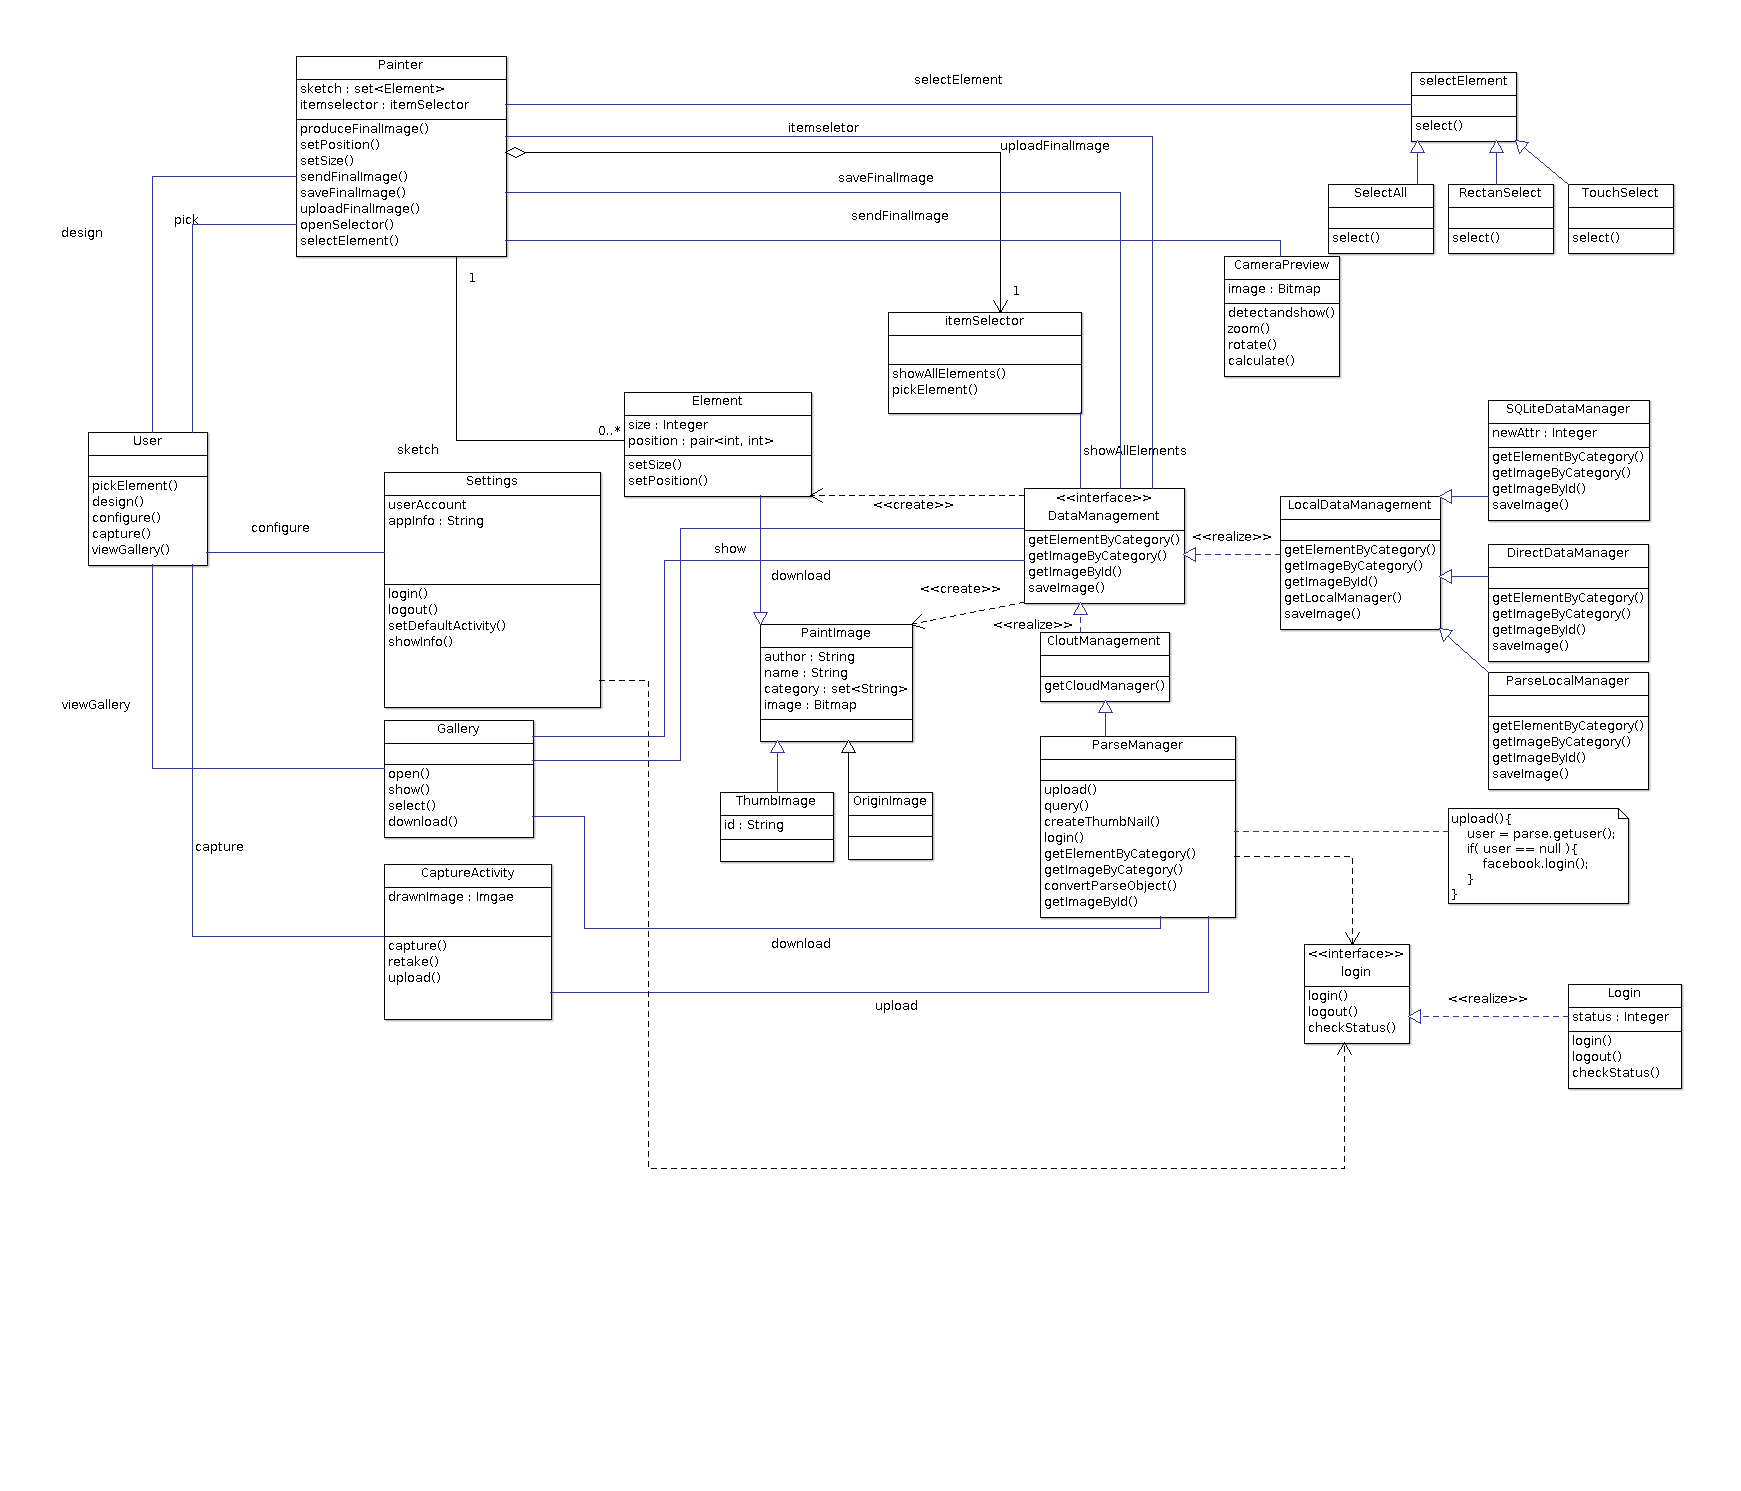 Painter
sketch : set<Element>
itemselector : itemSelector
produceFinalImage()
setPosition()
setSize()
sendFinalImage()
saveFinalImage()
uploadFinalImage()
openSelector()
selectElement()
selectElement
itemseletor
uploadFinalImage
saveFinalImage
sendFinalImage
selectElement
select()
SelectAll
select()
RectanSelect
select()
TouchSelect
select()
CameraPreview
image : Bitmap
detectandshow()
zoom()
rotate()
calculate()
design
pick
1
1
itemSelector
showAllElements()
pickElement()
Element
size : Integer
position : pair<int, int>
setSize()
setPosition()
0..*
sketch
showAllElements
User
pickElement()
design()
configure()
capture()
viewGallery()
configure
Settings
userAccount
appInfo : String
login()
logout()
setDefaultActivity()
showInfo()
<<create>>
<<interface>>
DataManagement
getElementByCategory()
getImageByCategory()
getImageById()
saveImage()
<<realize>>
LocalDataManagement
getElementByCategory()
getImageByCategory()
getImageById()
getLocalManager()
saveImage()
SQLiteDataManager
newAttr : Integer
getElementByCategory()
getImageByCategory()
getImageById()
saveImage()
DirectDataManager
getElementByCategory()
getImageByCategory()
getImageById()
saveImage()
ParseLocalManager
getElementByCategory()
getImageByCategory()
getImageById()
saveImage()
show
download
<<create>>
<<realize>>
PaintImage
author : String
name : String
category : set<String>
image : Bitmap
CloutManagement
getCloudManager()
viewGallery
Gallery
open()
show()
select()
download()
ThumbImage
id : String
OriginImage
ParseManager
upload()
query()
createThumbNail()
login()
getElementByCategory()
getImageByCategory()
convertParseObject()
getImageById()
upload(){
user = parse.getuser();
if( user == null ){
facebook.login();
}
}
capture
CaptureActivity
drawnImage : Imgae
capture()
retake()
upload()
download
upload
<<interface>>
login
login()
logout()
checkStatus()
<<realize>>
Login
status : Integer
login()
logout()
checkStatus()